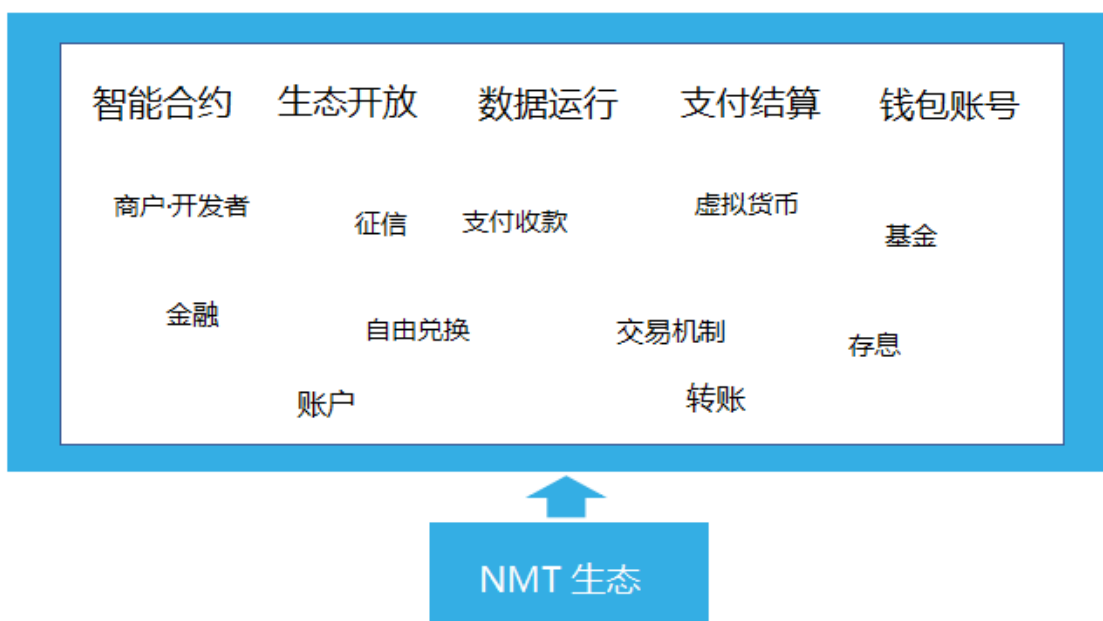 智能合约 生态开放 数据运行 支付结算 钱包账号
商户·开发者 征信 支付收款 虚拟货币 基金
金融 自由兑换 交易机制 存息
账户 转账
NMT 生态